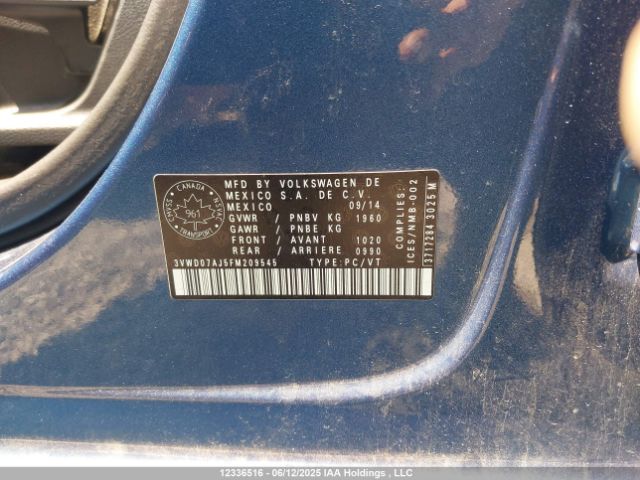 MFD BY VOLKSWAGEN DE
MEXICO S.A. DE C.V.
MEXICO 09/14
GVWR / PNBV KG 1960
GAWR / PNBE KG
FRONT / AVANT 1020
REAR / ARRIERE 0990
3VWD07AJ5FM209545 TYPE:PC/VT
CANADA
961
TRANSPORT
COMPLIES:
ICES/NMB-002
3717284 3025 M
12336516 - 06/12/2025 IAA Holdings , LLC